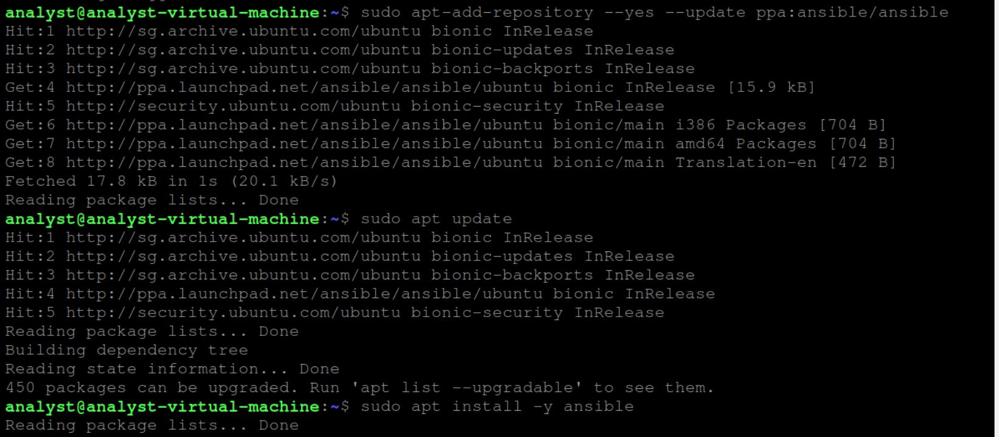 analyst@analyst-virtual-machine:~$ sudo apt-add-repository --yes --update ppa:ansible/ansible
Hit:1 http://sg.archive.ubuntu.com/ubuntu bionic InRelease
Hit:2 http://sg.archive.ubuntu.com/ubuntu bionic-updates InRelease
Hit:3 http://sg.archive.ubuntu.com/ubuntu bionic-backports InRelease
Get:4 http://ppa.launchpad.net/ansible/ansible/ubuntu bionic InRelease [15.9 kB]
Hit:5 http://security.ubuntu.com/ubuntu bionic-security InRelease
Get:6 http://ppa.launchpad.net/ansible/ansible/ubuntu bionic/main i386 Packages [704 B]
Get:7 http://ppa.launchpad.net/ansible/ansible/ubuntu bionic/main amd64 Packages [704 B]
Get:8 http://ppa.launchpad.net/ansible/ansible/ubuntu bionic/main Translation-en [472 B]
Fetched 17.8 kB in 1s (20.1 kB/s)
Reading package lists... Done
analyst@analyst-virtual-machine:~$ sudo apt update
Hit:1 http://sg.archive.ubuntu.com/ubuntu bionic InRelease
Hit:2 http://sg.archive.ubuntu.com/ubuntu bionic-updates InRelease
Hit:3 http://sg.archive.ubuntu.com/ubuntu bionic-backports InRelease
Hit:4 http://ppa.launchpad.net/ansible/ansible/ubuntu bionic InRelease
Hit:5 http://security.ubuntu.com/ubuntu bionic-security InRelease
Reading package lists... Done
Building dependency tree
Reading state information... Done
450 packages can be upgraded. Run 'apt list --upgradable' to see them.
analyst@analyst-virtual-machine:~$ sudo apt install -y ansible
Reading package lists... Done